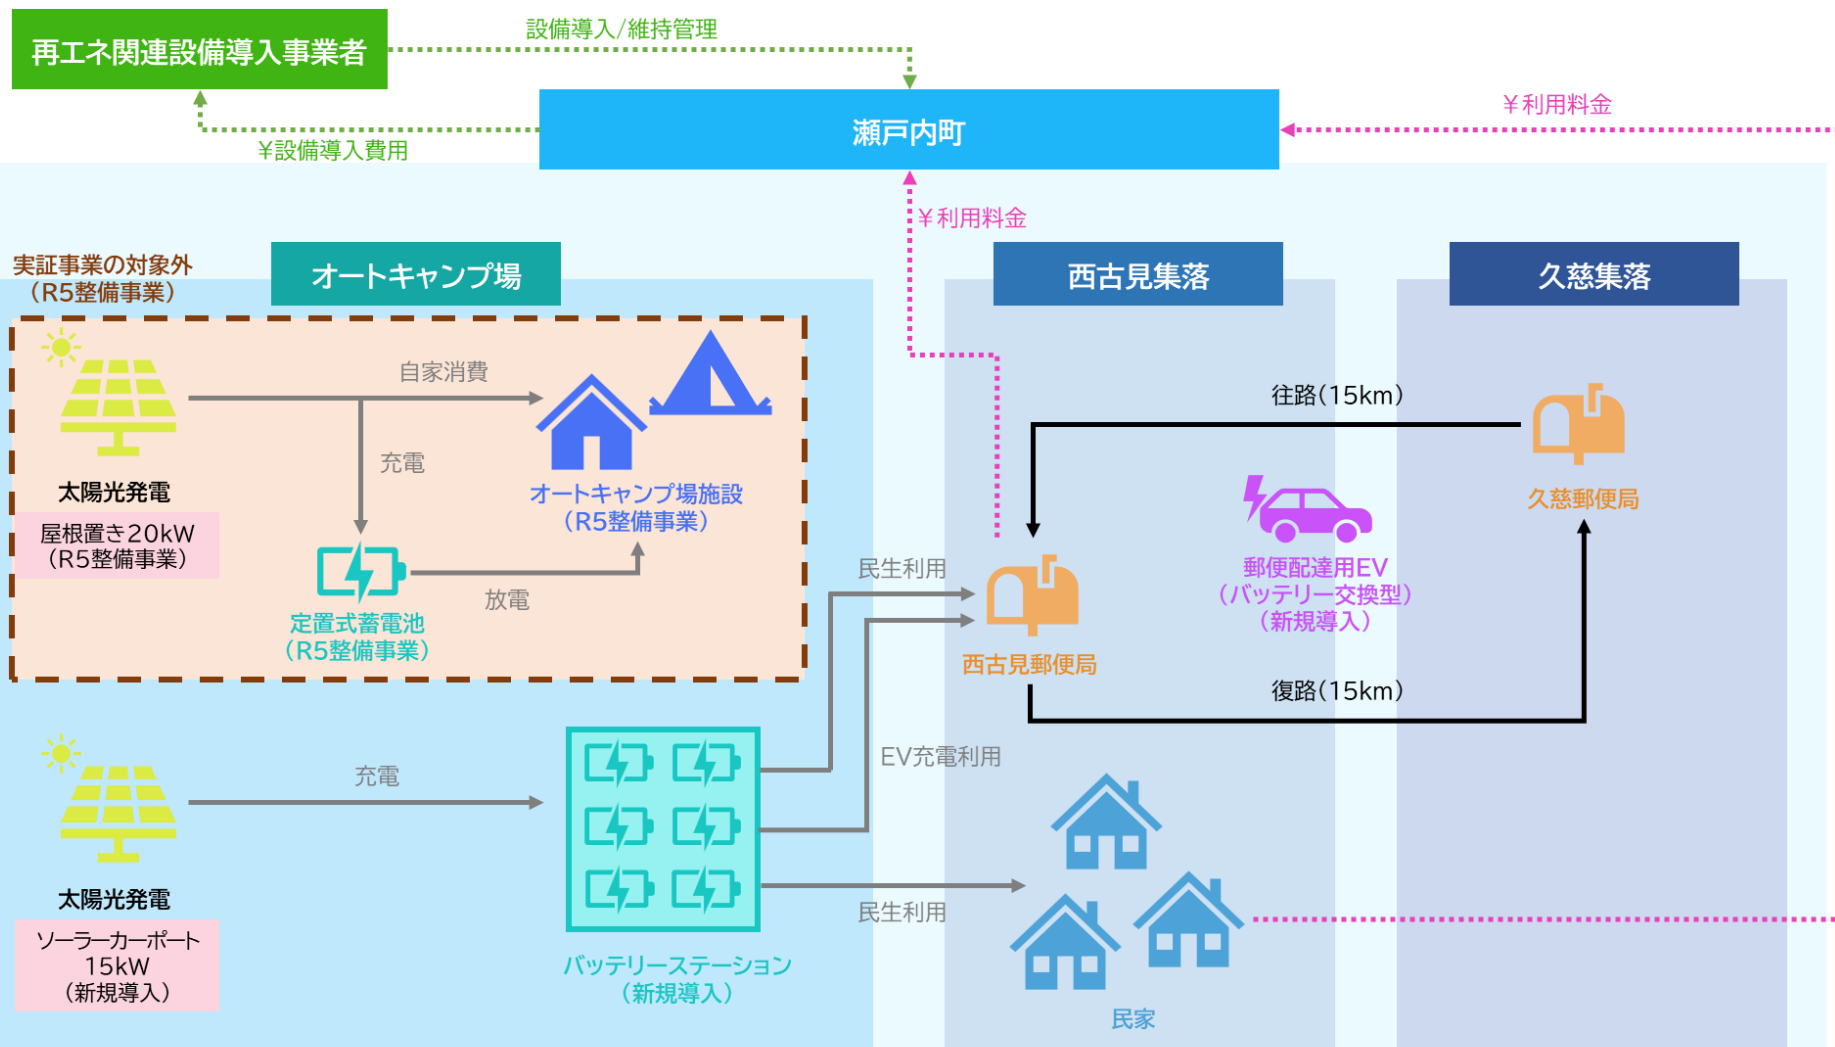 再エネ関連設備導入事業者
設備導入/維持管理
¥設備導入費用
瀬戸内町
￥利用料金
￥利用料金
実証事業の対象外
（R5整備事業）
オートキャンプ場
西古見集落
久慈集落
自家消費
充電
太陽光発電
屋根置き20kW
（R5整備事業）
オートキャンプ場施設
（R5整備事業）
放電
定置式蓄電池
（R5整備事業）
往路（15km）
久慈郵便局
郵便配達用EV
（バッテリー交換型）
（新規導入）
民生利用
西古見郵便局
復路（15km）
EV充電利用
充電
太陽光発電
ソーラーカーポート
15kW
（新規導入）
バッテリーステーション
（新規導入）
民生利用
民家